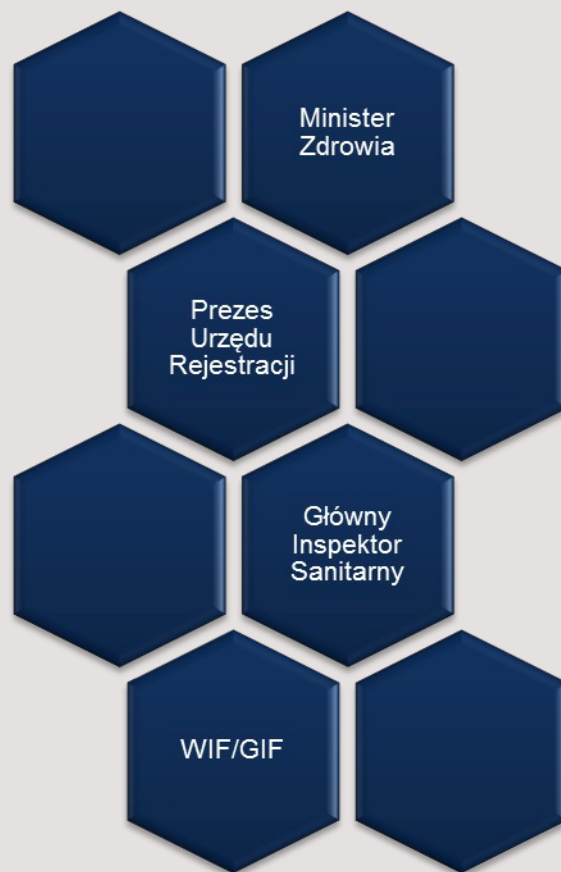 Minister
Zdrowia
Prezes
Urzędu
Rejestracji
Główny
Inspektor
Sanitarny
WIF/GIF